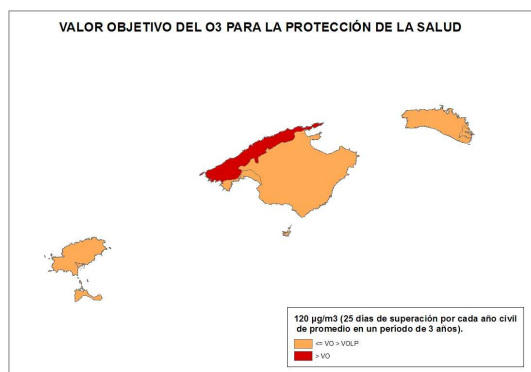 VALOR OBJETIVO DEL O3 PARA LA PROTECCIÓN DE LA SALUD
120 µg/m3 (25 días de superación por cada año civil
de promedio en un período de 3 años).
<= VO > VOLP
> VO